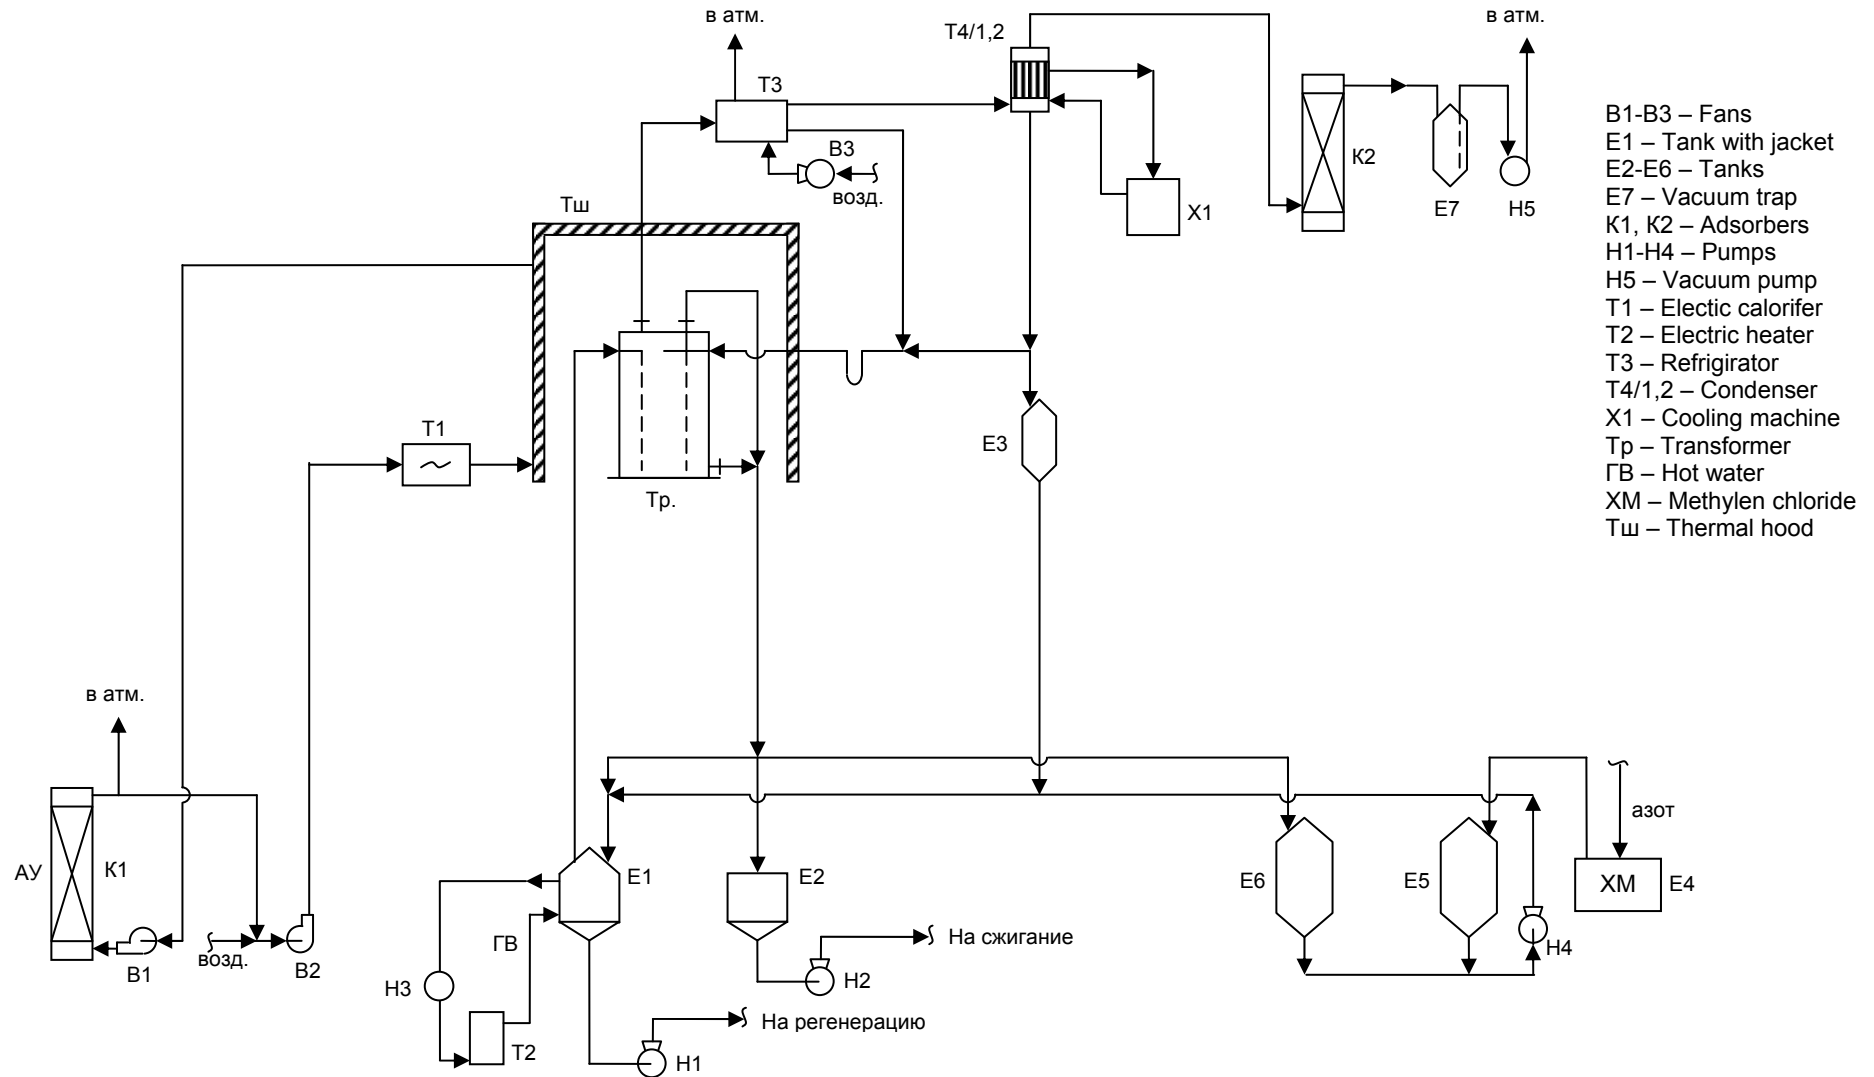 в атм.
Т4/1,2
в атм.
Т3
В3
возд.
Х1
К2
Е7
Н5
Тш
Т1
Тр.
Е3
в атм.
АУ
К1
В1
возд.
В2
Е1
Е2
ГВ
Н3
Т2
Н1
Н2
На сжигание
На регенерацию
Е6
Е5
ХМ
Е4
азот
Н4
В1-В3 – Fans
Е1 – Tank with jacket
Е2-Е6 – Tanks
Е7 – Vacuum trap
К1, К2 – Adsorbers
Н1-Н4 – Pumps
Н5 – Vacuum pump
Т1 – Electic calorifer
Т2 – Electric heater
Т3 – Refrigirator
Т4/1,2 – Condenser
Х1 – Cooling machine
Тр – Transformer
ГВ – Hot water
ХМ – Methylen chloride
Тш – Thermal hood